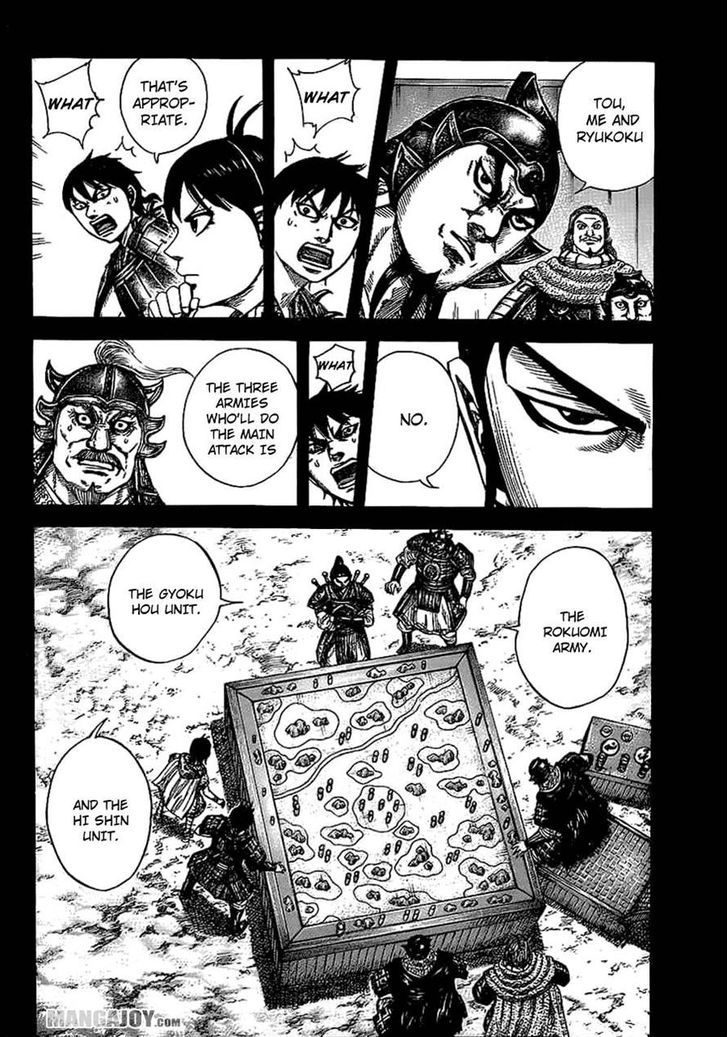 TOU,
ME AND
RYUKOKU
WHAT
THAT'S
APPROP-
RIATE.
WHAT
NO.
WHAT
THE THREE
ARMIES
WHO'LL DO
THE MAIN
ATTACK IS
THE
ROKUOMI
ARMY.
THE GYOKU
HOU UNIT.
AND THE
HI SHIN
UNIT.
MANGAJOY.COM